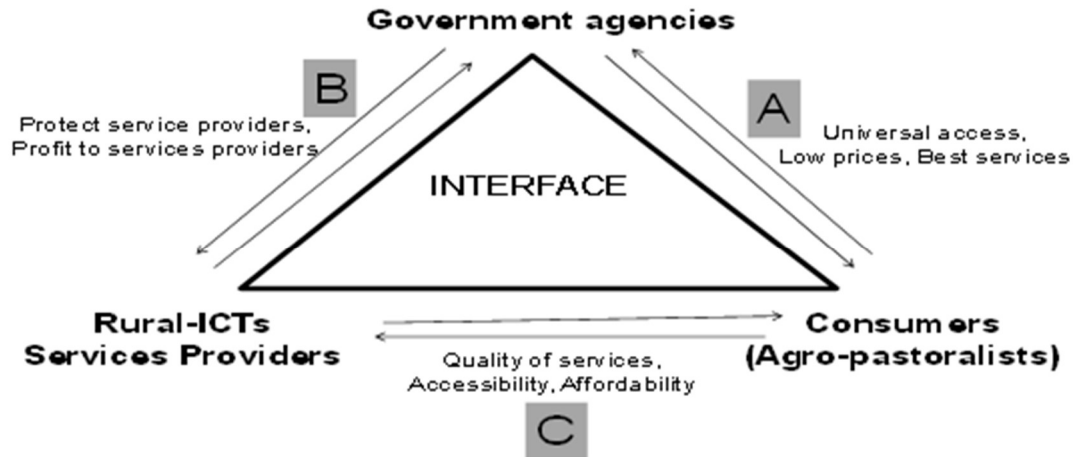 Government agencies
B
A
Protect service providers,
Profit to services providers
Universal access,
Low prices, Best services
INTERFACE
Rural-ICTs
Services Providers
Consumers
(Agro-pastoralists)
Quality of services,
Accessibility, Affordability
C